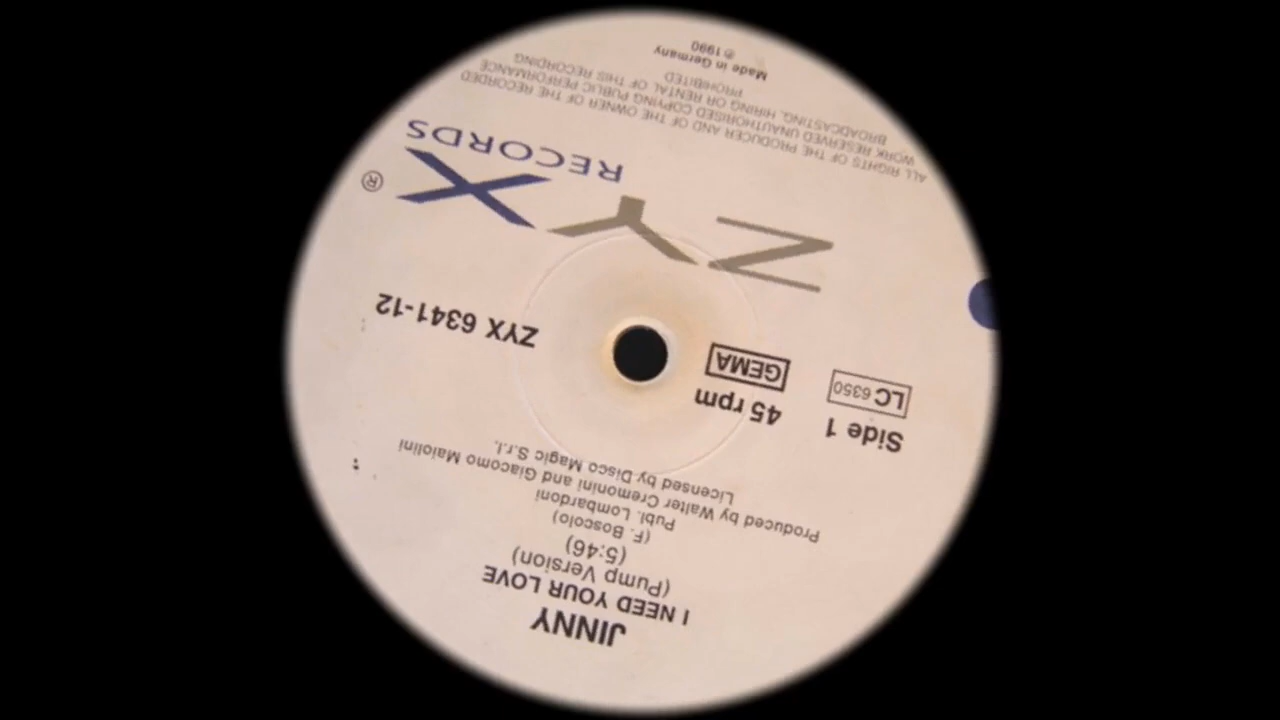 JINNY
I NEED YOUR LOVE
(Pump Version)
(5:46)
(F. Boscolo)
Publ. Lombardoni
Produced by Walter Cremonini and Giacomo Maiolini
Licensed by Disco Magic S.r.l.
Side 1
45 rpm
LC 6350
GEMA
ZYX 6341-12
ZYX
®
RECORDS
ALL RIGHTS OF THE PRODUCER AND OF THE OWNER OF THE RECORDED
WORK RESERVED UNAUTHORISED COPYING PUBLIC PERFORMANCE
BROADCASTING, HIRING OR RENTAL OF THIS RECORDING
PROHIBITED
Made in Germany
℗ 1990